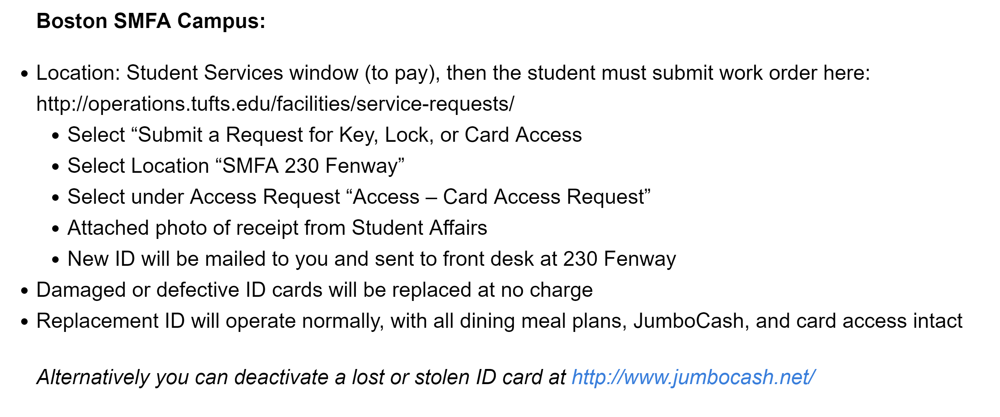 Boston SMFA Campus:
• Location: Student Services window (to pay), then the student must submit work order here:
http://operations.tufts.edu/facilities/service-requests/
• Select “Submit a Request for Key, Lock, or Card Access
• Select Location “SMFA 230 Fenway”
• Select under Access Request “Access – Card Access Request”
• Attached photo of receipt from Student Affairs
• New ID will be mailed to you and sent to front desk at 230 Fenway
• Damaged or defective ID cards will be replaced at no charge
• Replacement ID will operate normally, with all dining meal plans, JumboCash, and card access intact
Alternatively you can deactivate a lost or stolen ID card at http://www.jumbocash.net/